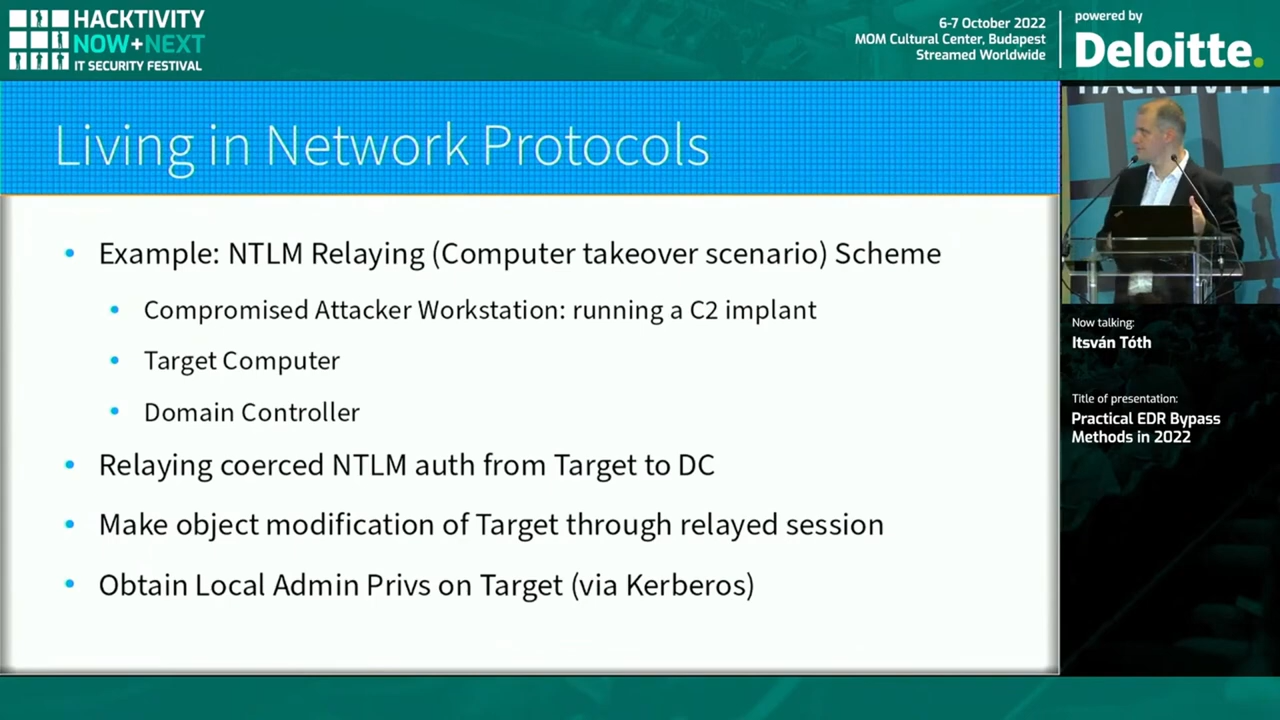 HACKTIVITY
NOW+NEXT
IT SECURITY FESTIVAL
6-7 October 2022
MOM Cultural Center, Budapest
Streamed Worldwide
powered by
Deloitte.
Living in Network Protocols
• Example: NTLM Relaying (Computer takeover scenario) Scheme
• Compromised Attacker Workstation: running a C2 implant
• Target Computer
• Domain Controller
• Relaying coerced NTLM auth from Target to DC
• Make object modification of Target through relayed session
• Obtain Local Admin Privs on Target (via Kerberos)
HACKTIVITY
Now talking:
Itsván Tóth
Title of presentation:
Practical EDR Bypass
Methods in 2022